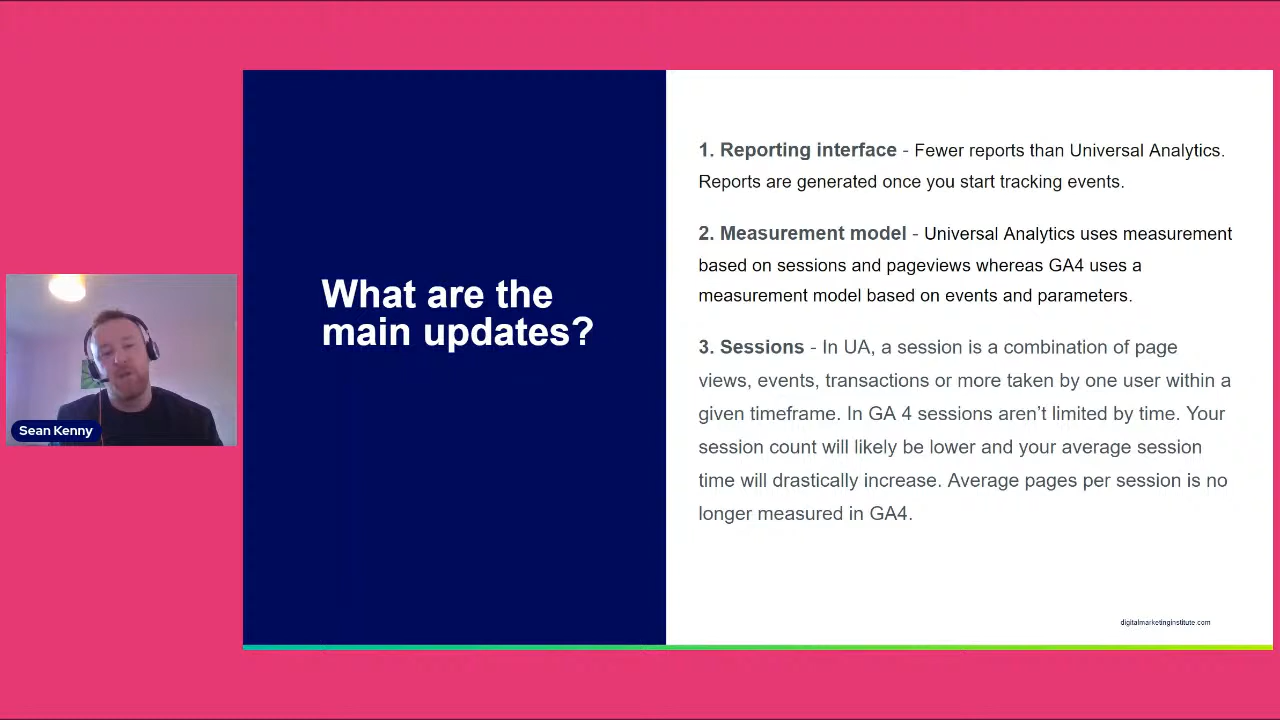 What are the
main updates?
1. Reporting interface - Fewer reports than Universal Analytics.
Reports are generated once you start tracking events.
2. Measurement model - Universal Analytics uses measurement
based on sessions and pageviews whereas GA4 uses a
measurement model based on events and parameters.
3. Sessions - In UA, a session is a combination of page
views, events, transactions or more taken by one user within a
given timeframe. In GA 4 sessions aren’t limited by time. Your
session count will likely be lower and your average session
time will drastically increase. Average pages per session is no
longer measured in GA4.
Sean Kenny
digitalmarketinginstitute.com